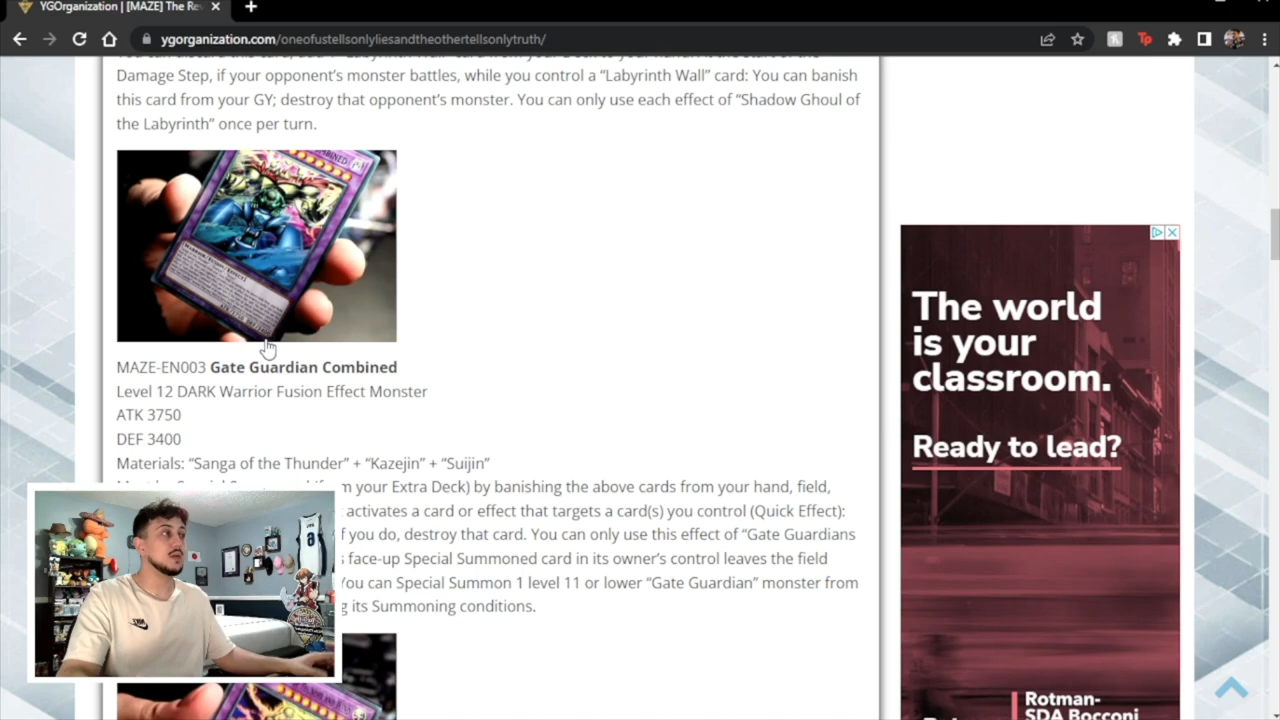 YGOrganization | [MAZE] The Re
ygorganization.com/oneofustellsonlyliesandtheothertellsonlytruth/
Damage Step, if your opponent's monster battles, while you control a "Labyrinth Wall" card: You can banish
this card from your GY; destroy that opponent's monster. You can only use each effect of "Shadow Ghoul of
the Labyrinth" once per turn.
MAZE-EN003 Gate Guardian Combined
Level 12 DARK Warrior Fusion Effect Monster
ATK 3750
DEF 3400
Materials: "Sanga of the Thunder" + "Kazejin" + "Suijin"
your Extra Deck) by banishing the above cards from your hand, field,
activates a card or effect that targets a card(s) you control (Quick Effect):
f you do, destroy that card. You can only use this effect of "Gate Guardians
face-up Special Summoned card in its owner's control leaves the field
You can Special Summon 1 level 11 or lower "Gate Guardian" monster from
g its Summoning conditions.
The world
is your
classroom.
Ready to lead?
Rotman-
SDA Bocconi